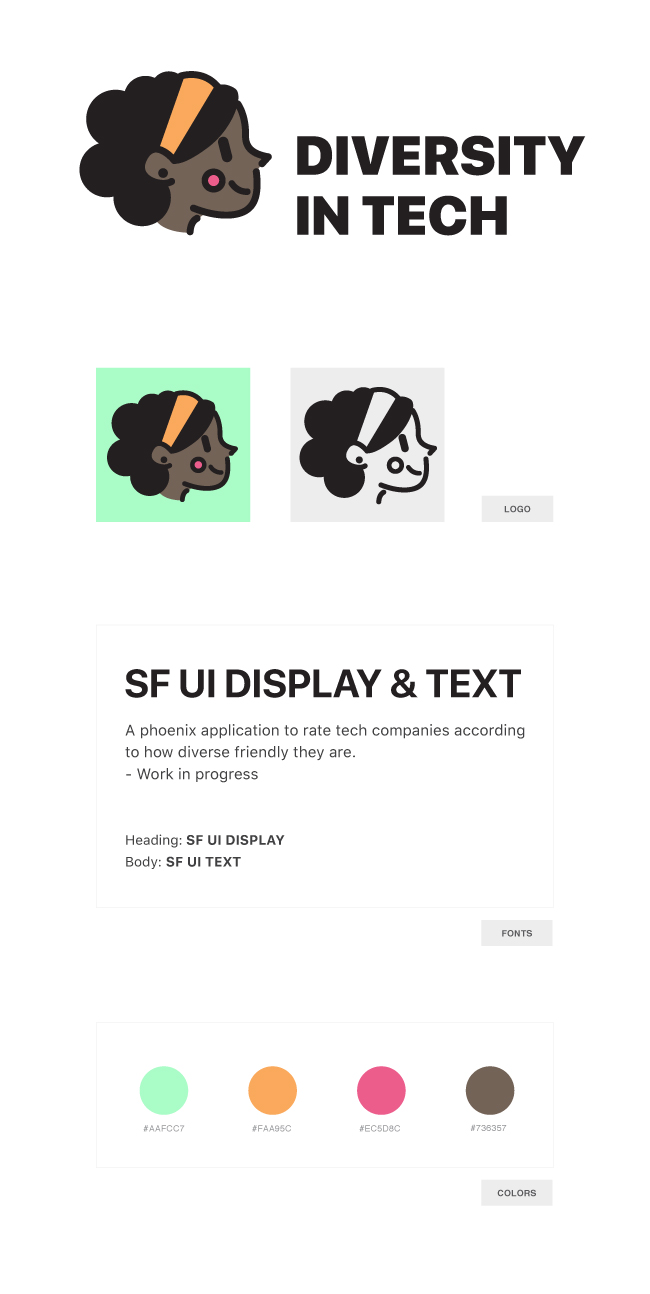 DIVERSITY
IN TECH
LOGO
SF UI DISPLAY & TEXT
A phoenix application to rate tech companies according
to how diverse friendly they are.
- Work in progress
Heading: SF UI DISPLAY
Body: SF UI TEXT
FONTS
#AAFCC7 #FAA95C #EC5D8C #736357
COLORS